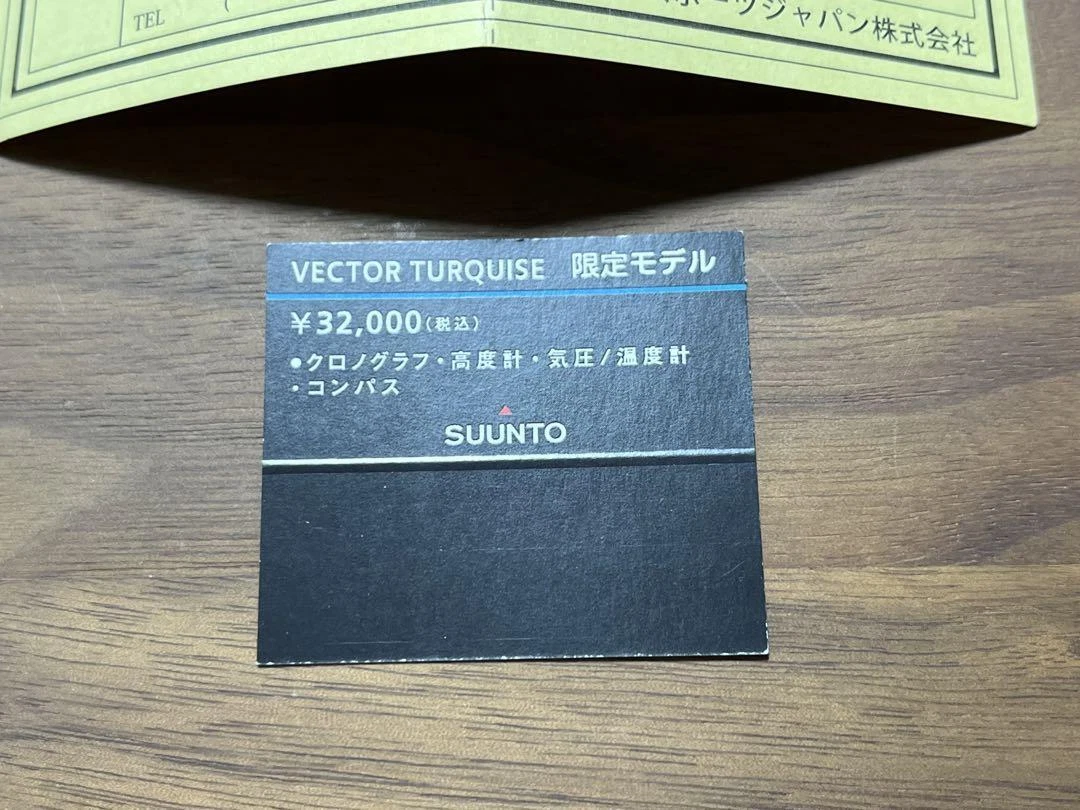 TEL (
ツジャパン株式会社
VECTOR TURQUISE 限定モデル
¥32,000(税込)
●クロノグラフ・高度計・気圧/温度計
・コンパス
SUUNTO